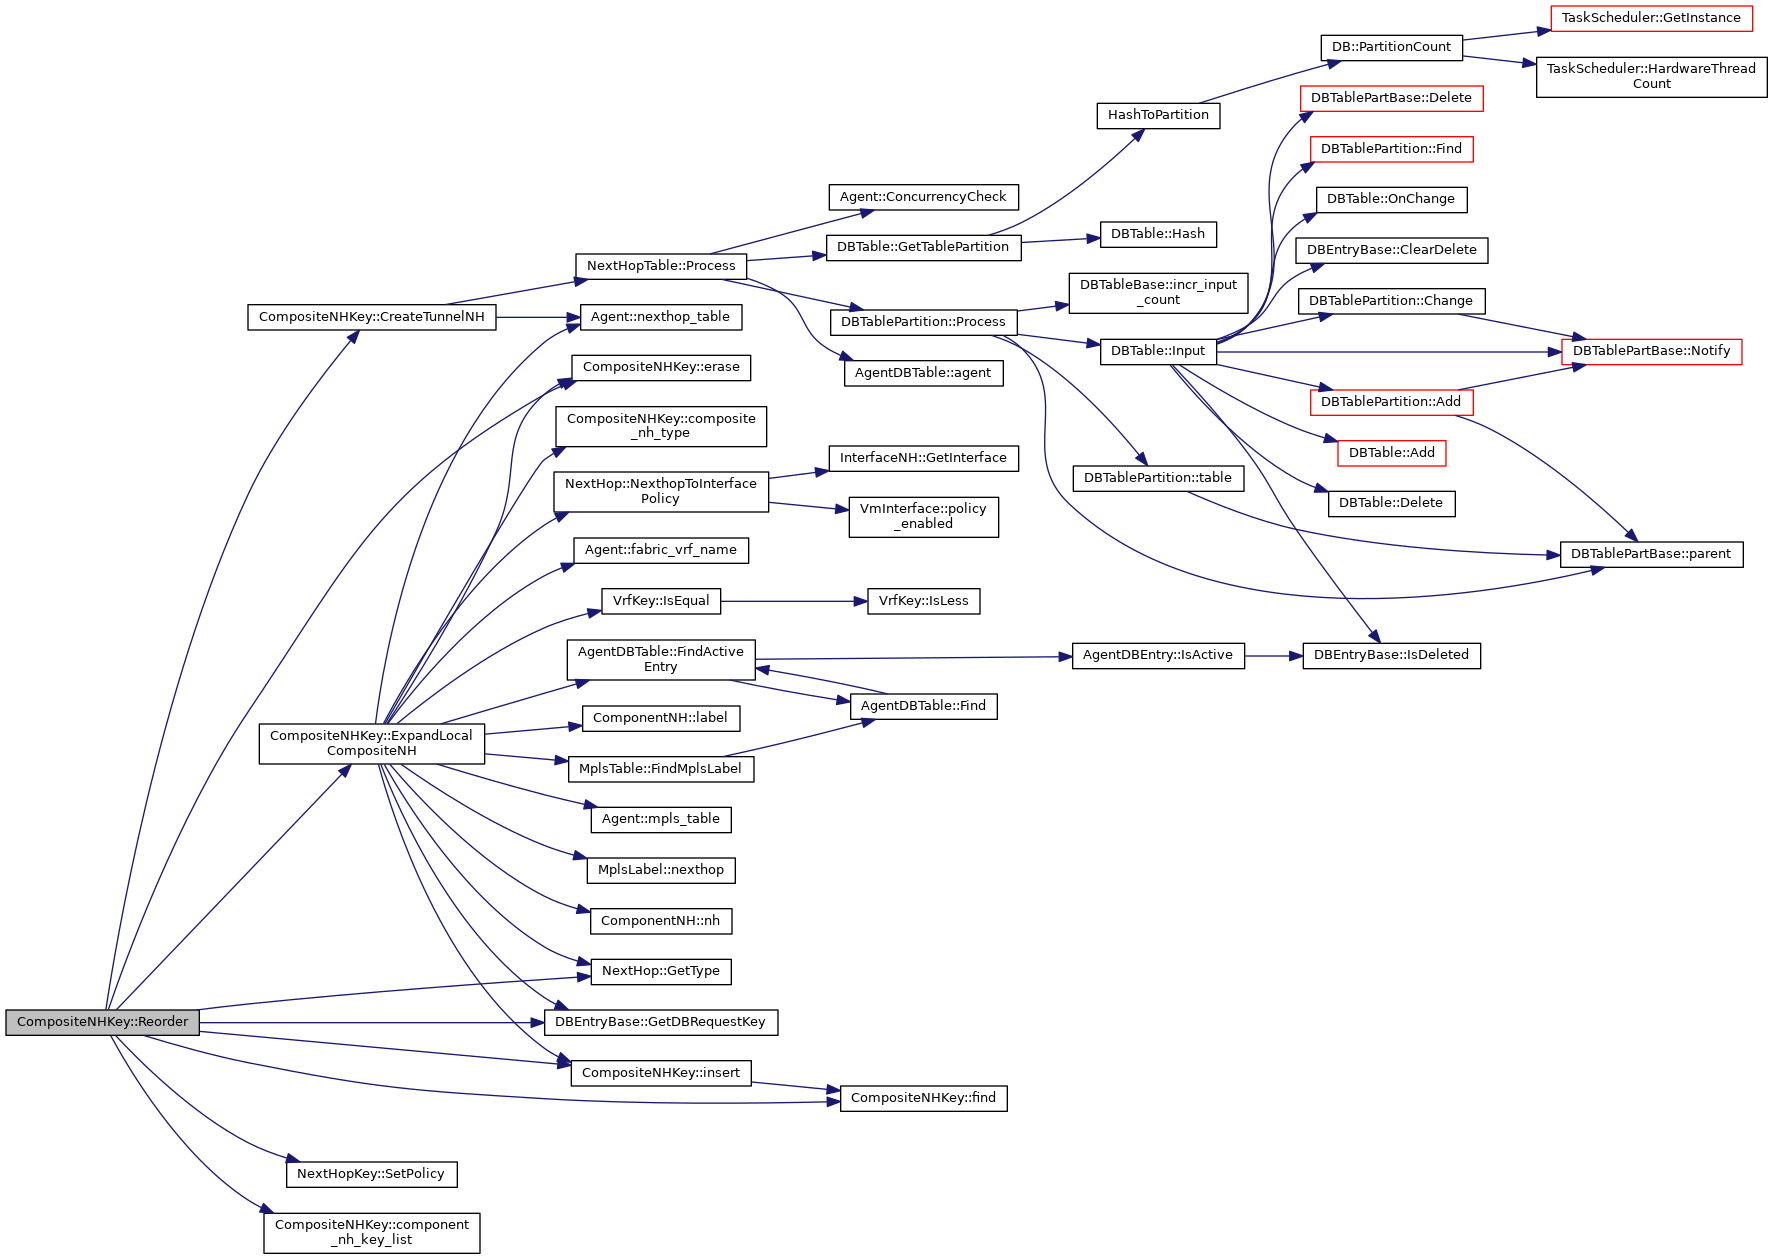 TaskScheduler::GetInstance
DB::PartitionCount
TaskScheduler::HardwareThread
Count
DBTablePartBase::Delete
HashToPartition
DBTablePartition::Find
Agent::ConcurrencyCheck
DBTable::OnChange
DBTable::Hash
DBTable::GetTablePartition
DBEntryBase::ClearDelete
NextHopTable::Process
DBTableBase::incr_input
_count
DBTablePartition::Change
CompositeNHKey::CreateTunnelNH
Agent::nexthop_table
DBTablePartition::Process
DBTable::Input
DBTablePartBase::Notify
CompositeNHKey::erase
AgentDBTable::agent
DBTablePartition::Add
CompositeNHKey::composite
_nh_type
DBTable::Add
InterfaceNH::GetInterface
DBTablePartition::table
NextHop::NexthopToInterface
Policy
DBTable::Delete
VmInterface::policy
_enabled
Agent::fabric_vrf_name
DBTablePartBase::parent
VrfKey::IsEqual
VrfKey::IsLess
AgentDBTable::FindActive
Entry
AgentDBEntry::IsActive
DBEntryBase::IsDeleted
AgentDBTable::Find
ComponentNH::label
CompositeNHKey::ExpandLocal
CompositeNH
MplsTable::FindMplsLabel
Agent::mpls_table
MplsLabel::nexthop
ComponentNH::nh
NextHop::GetType
CompositeNHKey::Reorder
DBEntryBase::GetDBRequestKey
CompositeNHKey::insert
CompositeNHKey::find
NextHopKey::SetPolicy
CompositeNHKey::component
_nh_key_list